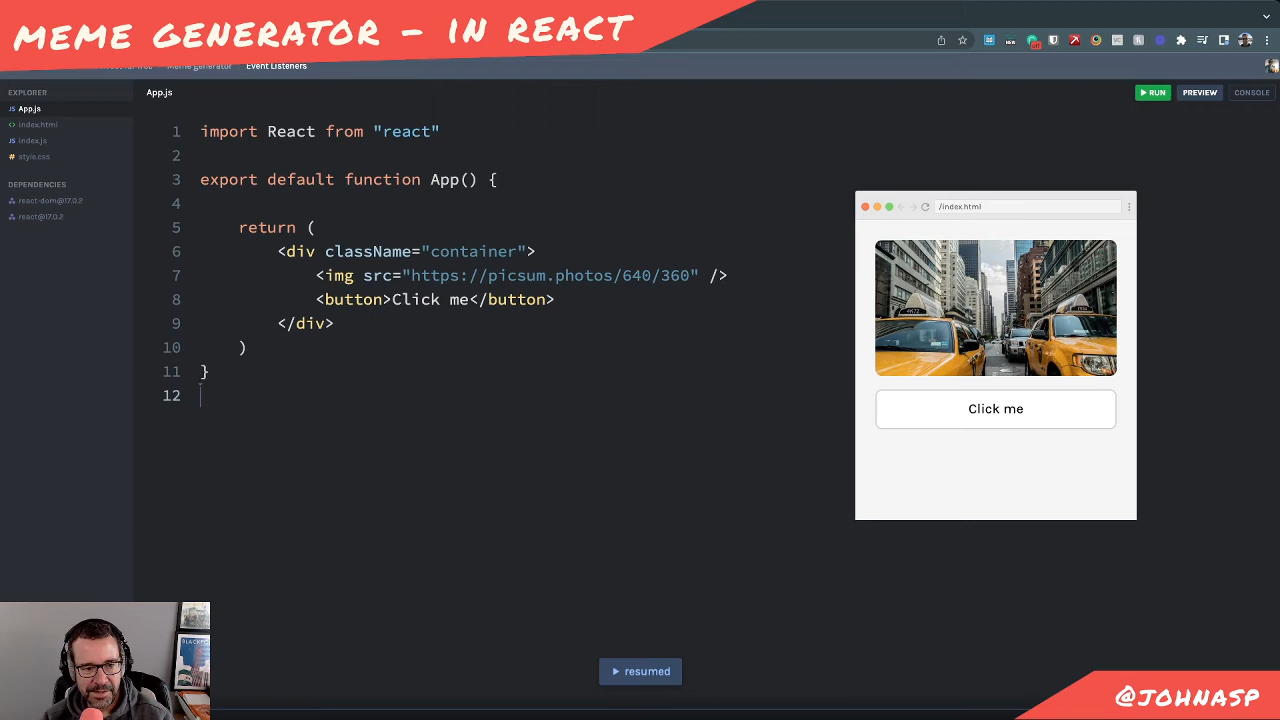 MEME GENERATOR - IN REACT
Meme generator
Event Listeners
EXPLORER
App.js
index.html
index.js
style.css
DEPENDENCIES
react-dom@17.0.2
react@17.0.2
App.js
RUN
PREVIEW
CONSOLE
1 import React from "react"
2
3 export default function App() {
4
5 return (
6 <div className="container">
7 <img src="https://picsum.photos/640/360" />
8 <button>Click me</button>
9 </div>
10 )
11 }
12
/index.html
4K72
Click me
resumed
@JOHNASP